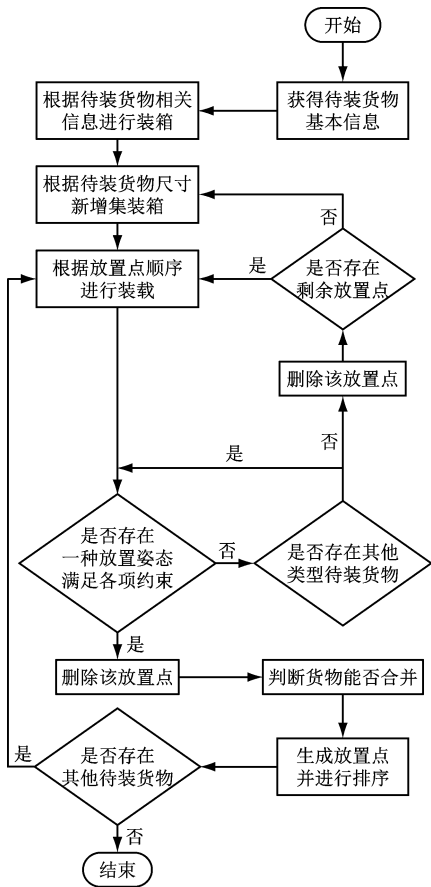 开始
获得待装货物
基本信息
根据待装货物相关
信息进行装箱
根据待装货物尺寸
新增集装箱
否
根据放置点顺序
进行装载
是
是否存在
剩余放置点
删除该放置点
否
是
是否存在
一种放置姿态
满足各项约束
否
是否存在其他
类型待装货物
是
删除该放置点
判断货物能否合并
生成放置点
并进行排序
是
是否存在
其他待装货物
否
结束